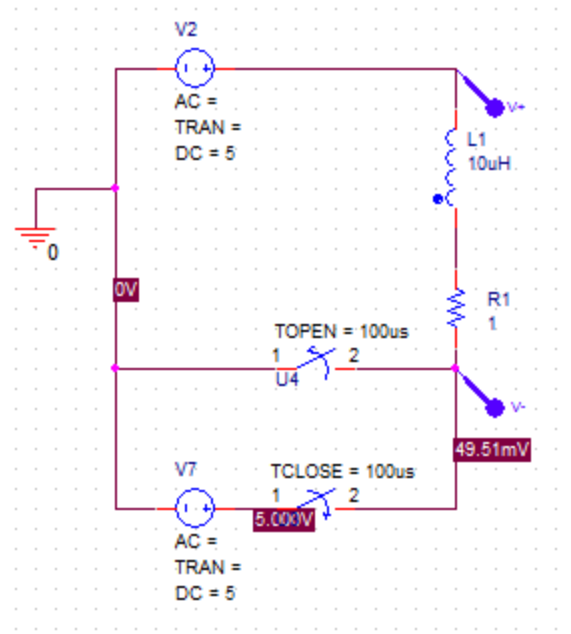 V2
- +
AC =
TRAN =
DC = 5
V+
L1
10uH
0
0V
R1
1
TOPEN = 100us
1 2
U4
V-
49.51mV
V7
- +
TCLOSE = 100us
1 2
5.000V
AC =
TRAN =
DC = 5